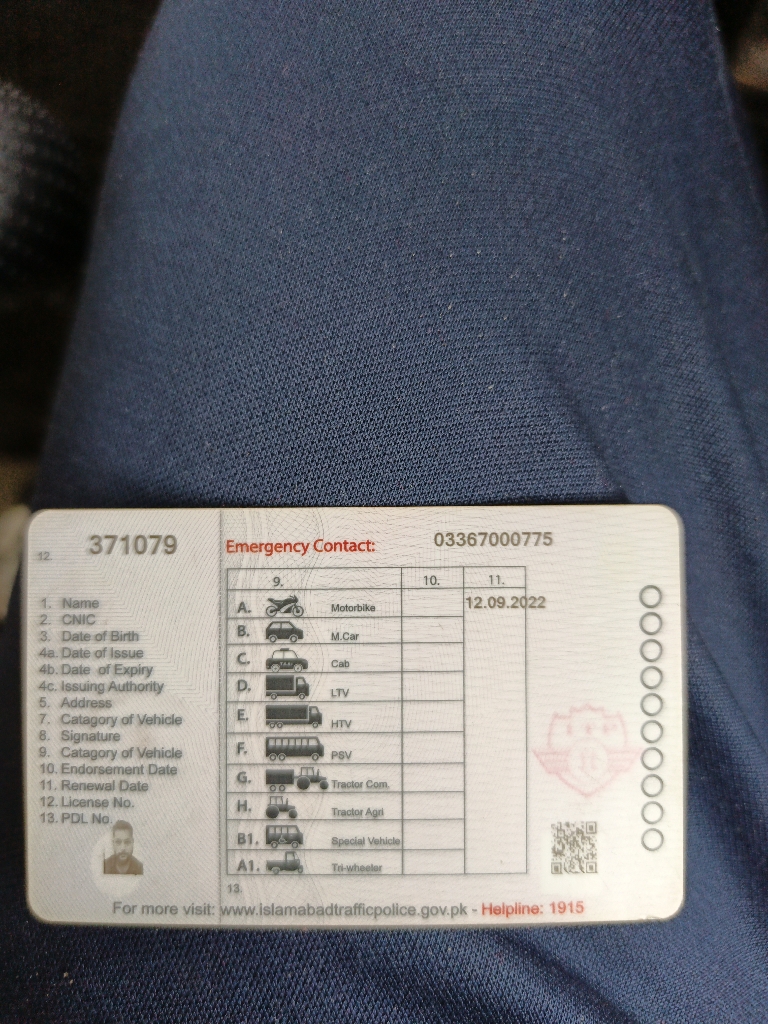 12. 371079
Emergency Contact: 03367000775
1. Name
2. CNIC
3. Date of Birth
4a. Date of Issue
4b. Date of Expiry
4c. Issuing Authority
5. Address
7. Catagory of Vehicle
8. Signature
9. Catagory of Vehicle
10. Endorsement Date
11. Renewal Date
12. License No.
13. PDL No.
9. 10. 11.
A. Motorbike 12.09.2022
B. M.Car
C. TAXI Cab
D. LTV
E. HTV
F. PSV
G. Tractor Com.
H. Tractor Agri
B1. Special Vehicle
A1. Tri-wheeler
13.
For more visit: www.islamabadtrafficpolice.gov.pk - Helpline: 1915